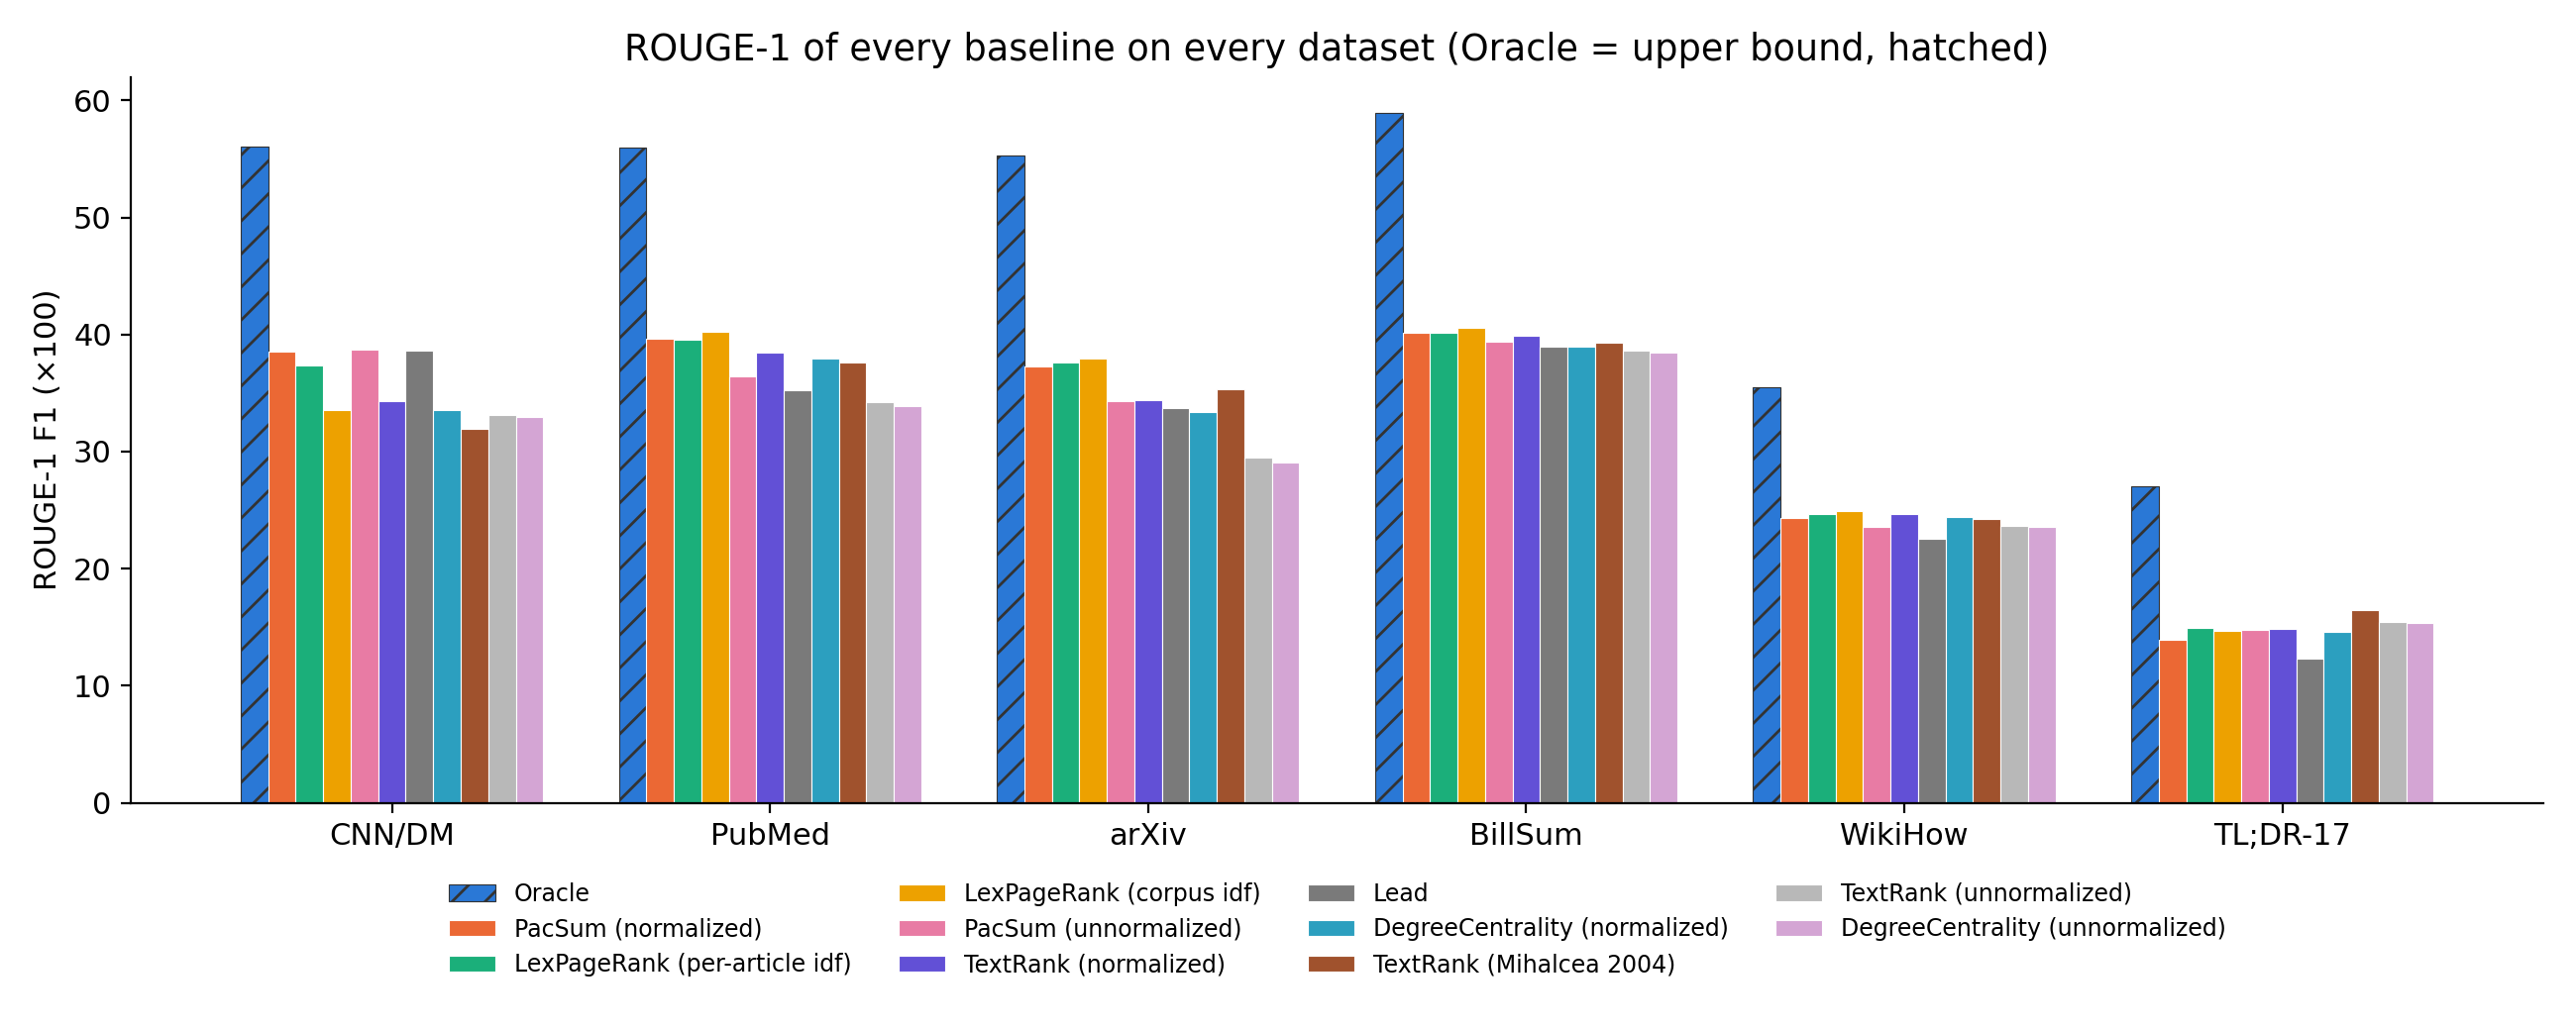 ROUGE-1 of every baseline on every dataset (Oracle = upper bound, hatched)
ROUGE-1 F1 (×100)
60
50
40
30
20
10
0
CNN/DM
PubMed
arXiv
BillSum
WikiHow
TL;DR-17
Oracle
PacSum (normalized)
LexPageRank (per-article idf)
LexPageRank (corpus idf)
PacSum (unnormalized)
TextRank (normalized)
Lead
DegreeCentrality (normalized)
TextRank (Mihalcea 2004)
TextRank (unnormalized)
DegreeCentrality (unnormalized)